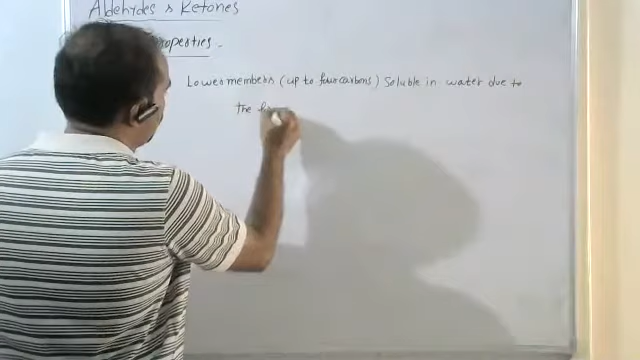 Aldehydes & Ketones
Properties.
Lower members (up to four carbons) Soluble in water due to
the